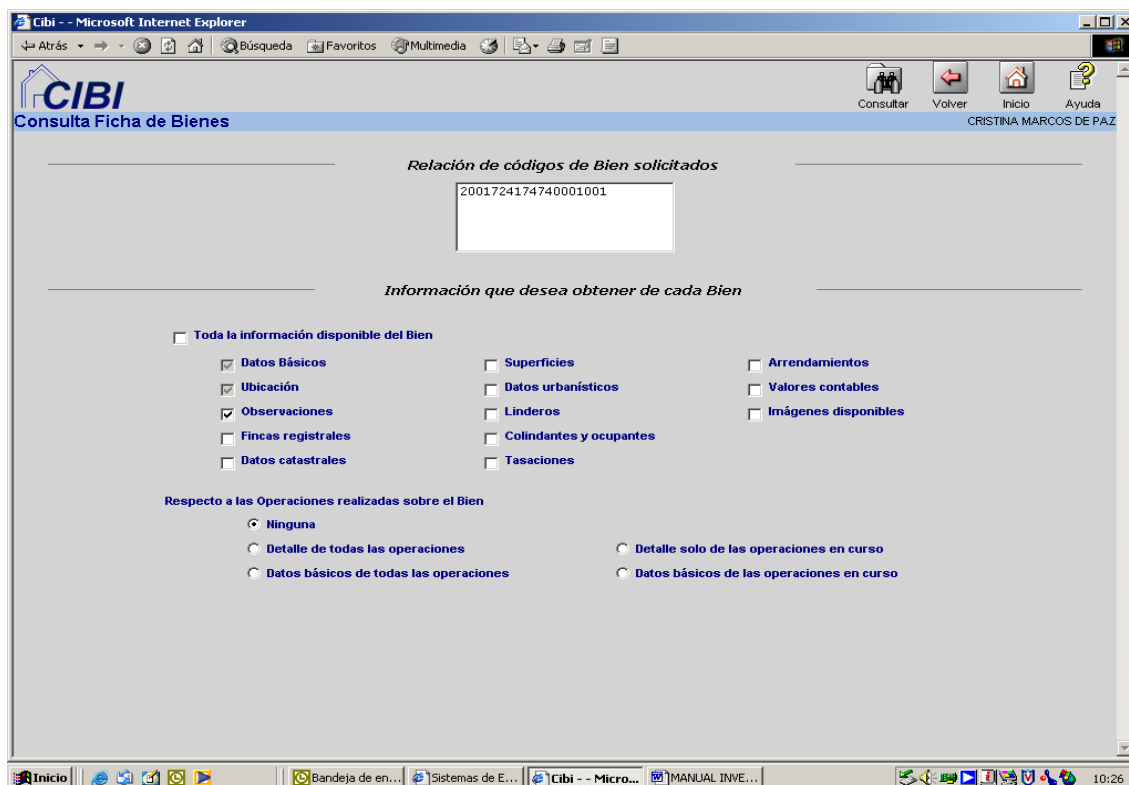 Cibi - - Microsoft Internet Explorer
Atrás Búsqueda Favoritos Multimedia
CIBI
Consultar Volver Inicio Ayuda
Consulta Ficha de Bienes CRISTINA MARCOS DE PAZ
Relación de códigos de Bien solicitados
2001724174740001001
Información que desea obtener de cada Bien
Toda la información disponible del Bien
Datos Básicos Superficies Arrendamientos
Ubicación Datos urbanísticos Valores contables
Observaciones Linderos Imágenes disponibles
Fincas registrales Colindantes y ocupantes
Datos catastrales Tasaciones
Respecto a las Operaciones realizadas sobre el Bien
Ninguna
Detalle de todas las operaciones Detalle solo de las operaciones en curso
Datos básicos de todas las operaciones Datos básicos de las operaciones en curso
Inicio Bandeja de en... Sistemas de E... Cibi - - Micro... MANUAL INVE... 10:26